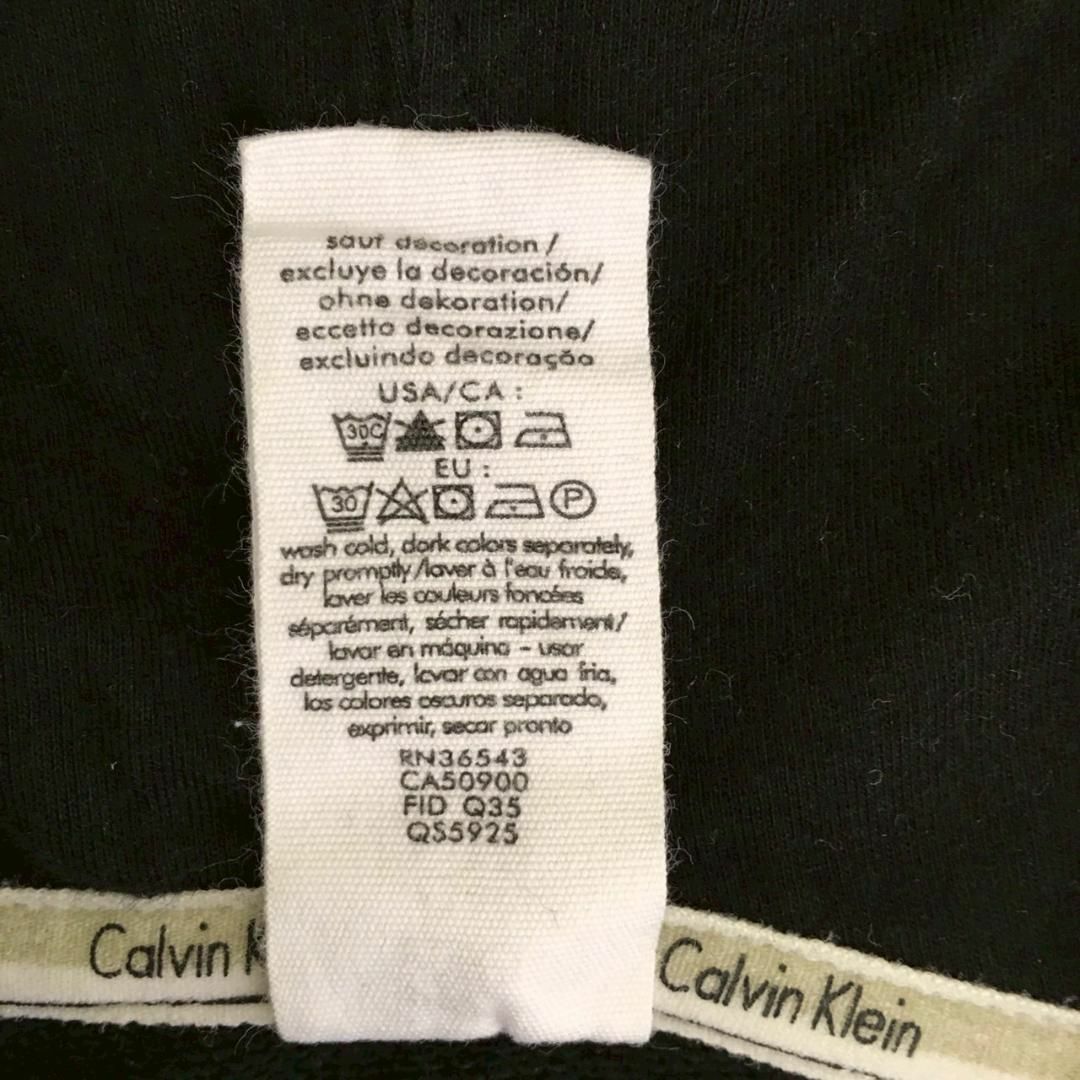 sauf decoration /
excluye la decoración/
ohne dekoration/
eccetto decorazione/
excluindo decoração
USA/CA :
30C
EU :
30 P
wash cold, dark colors separately,
dry promptly/laver à l'eau froide,
laver les couleurs foncées
séparément, sécher rapidement/
lavar en máquina - usar
detergente, lavar con agua fria,
los colores oscuros separado,
exprimir, secar pronto
RN36543
CA50900
FID Q35
QS5925
Calvin K
Calvin Klein